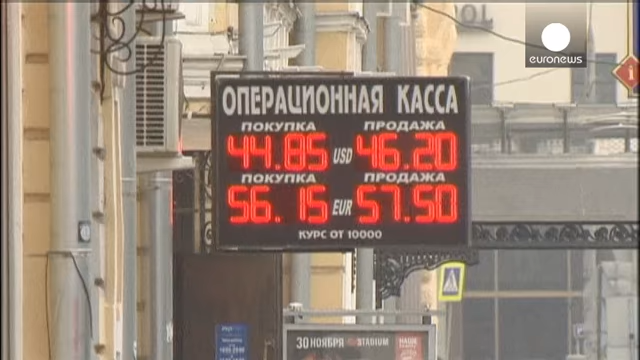 euronews
ОПЕРАЦИОННАЯ КАССА
ПОКУПКА ПРОДАЖА
44.85 USD 46.20
ПОКУПКА ПРОДАЖА
56.15 EUR 57.50
КУРС ОТ 10000
30 НОЯБРЯ STADIUM